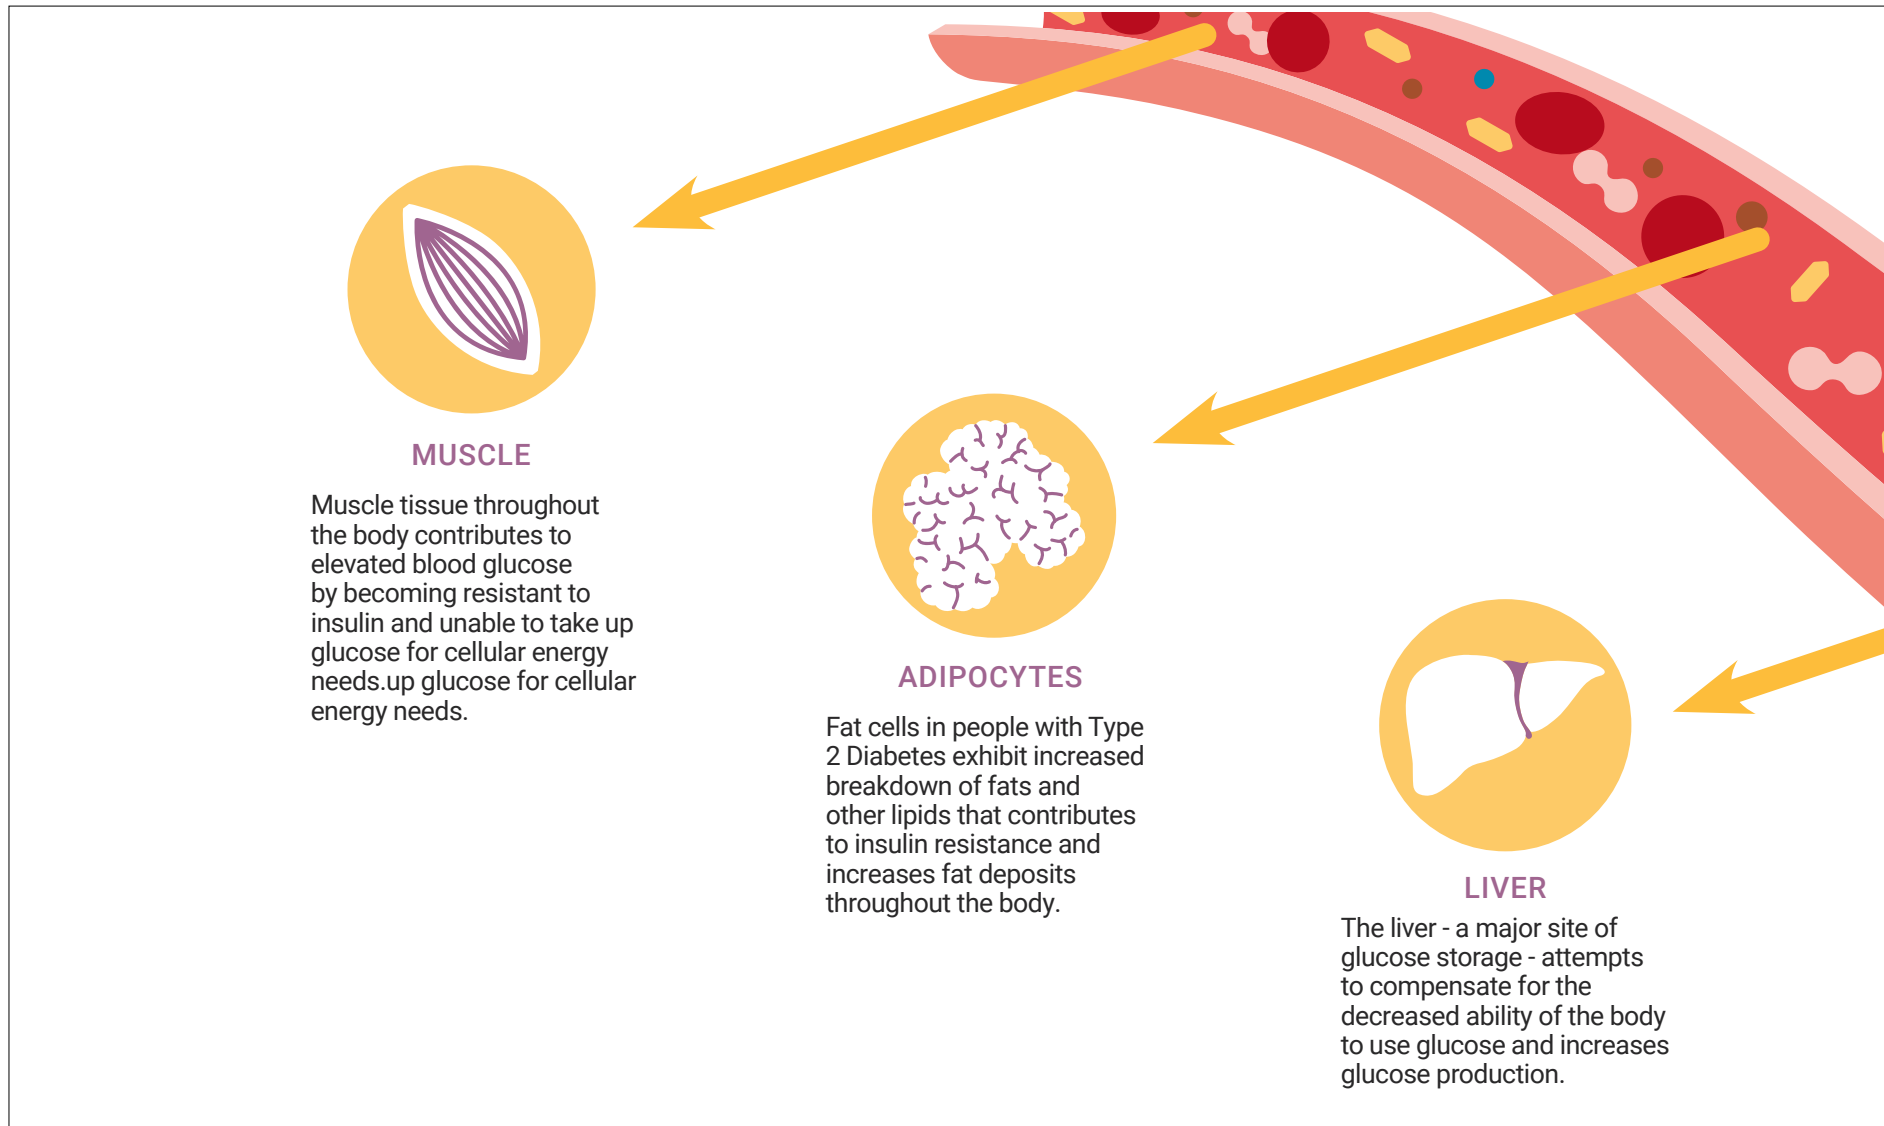 MUSCLE
Muscle tissue throughout
the body contributes to
elevated blood glucose
by becoming resistant to
insulin and unable to take up
glucose for cellular energy
needs.up glucose for cellular
energy needs.
ADIPOCYTES
Fat cells in people with Type
2 Diabetes exhibit increased
breakdown of fats and
other lipids that contributes
to insulin resistance and
increases fat deposits
throughout the body.
LIVER
The liver - a major site of
glucose storage - attempts
to compensate for the
decreased ability of the body
to use glucose and increases
glucose production.